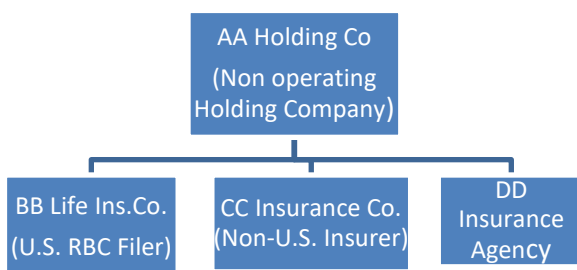 AA Holding Co
(Non operating
Holding Company)
BB Life Ins.Co.
(U.S. RBC Filer)
CC Insurance Co.
(Non-U.S. Insurer)
DD
Insurance
Agency